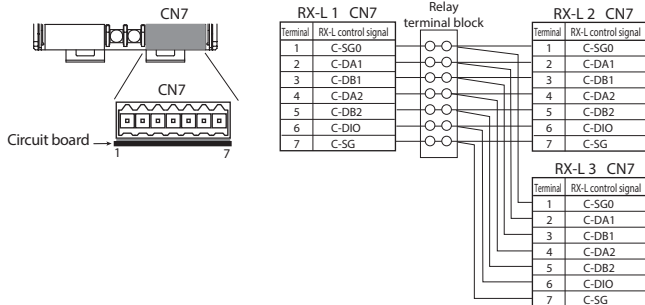 CN7
CN7
Circuit board
1 7
RX-L 1 CN7
Terminal RX-L control signal
1 C-SG0
2 C-DA1
3 C-DB1
4 C-DA2
5 C-DB2
6 C-DIO
7 C-SG
Relay
terminal block
RX-L 2 CN7
Terminal RX-L control signal
1 C-SG0
2 C-DA1
3 C-DB1
4 C-DA2
5 C-DB2
6 C-DIO
7 C-SG
RX-L 3 CN7
Terminal RX-L control signal
1 C-SG0
2 C-DA1
3 C-DB1
4 C-DA2
5 C-DB2
6 C-DIO
7 C-SG